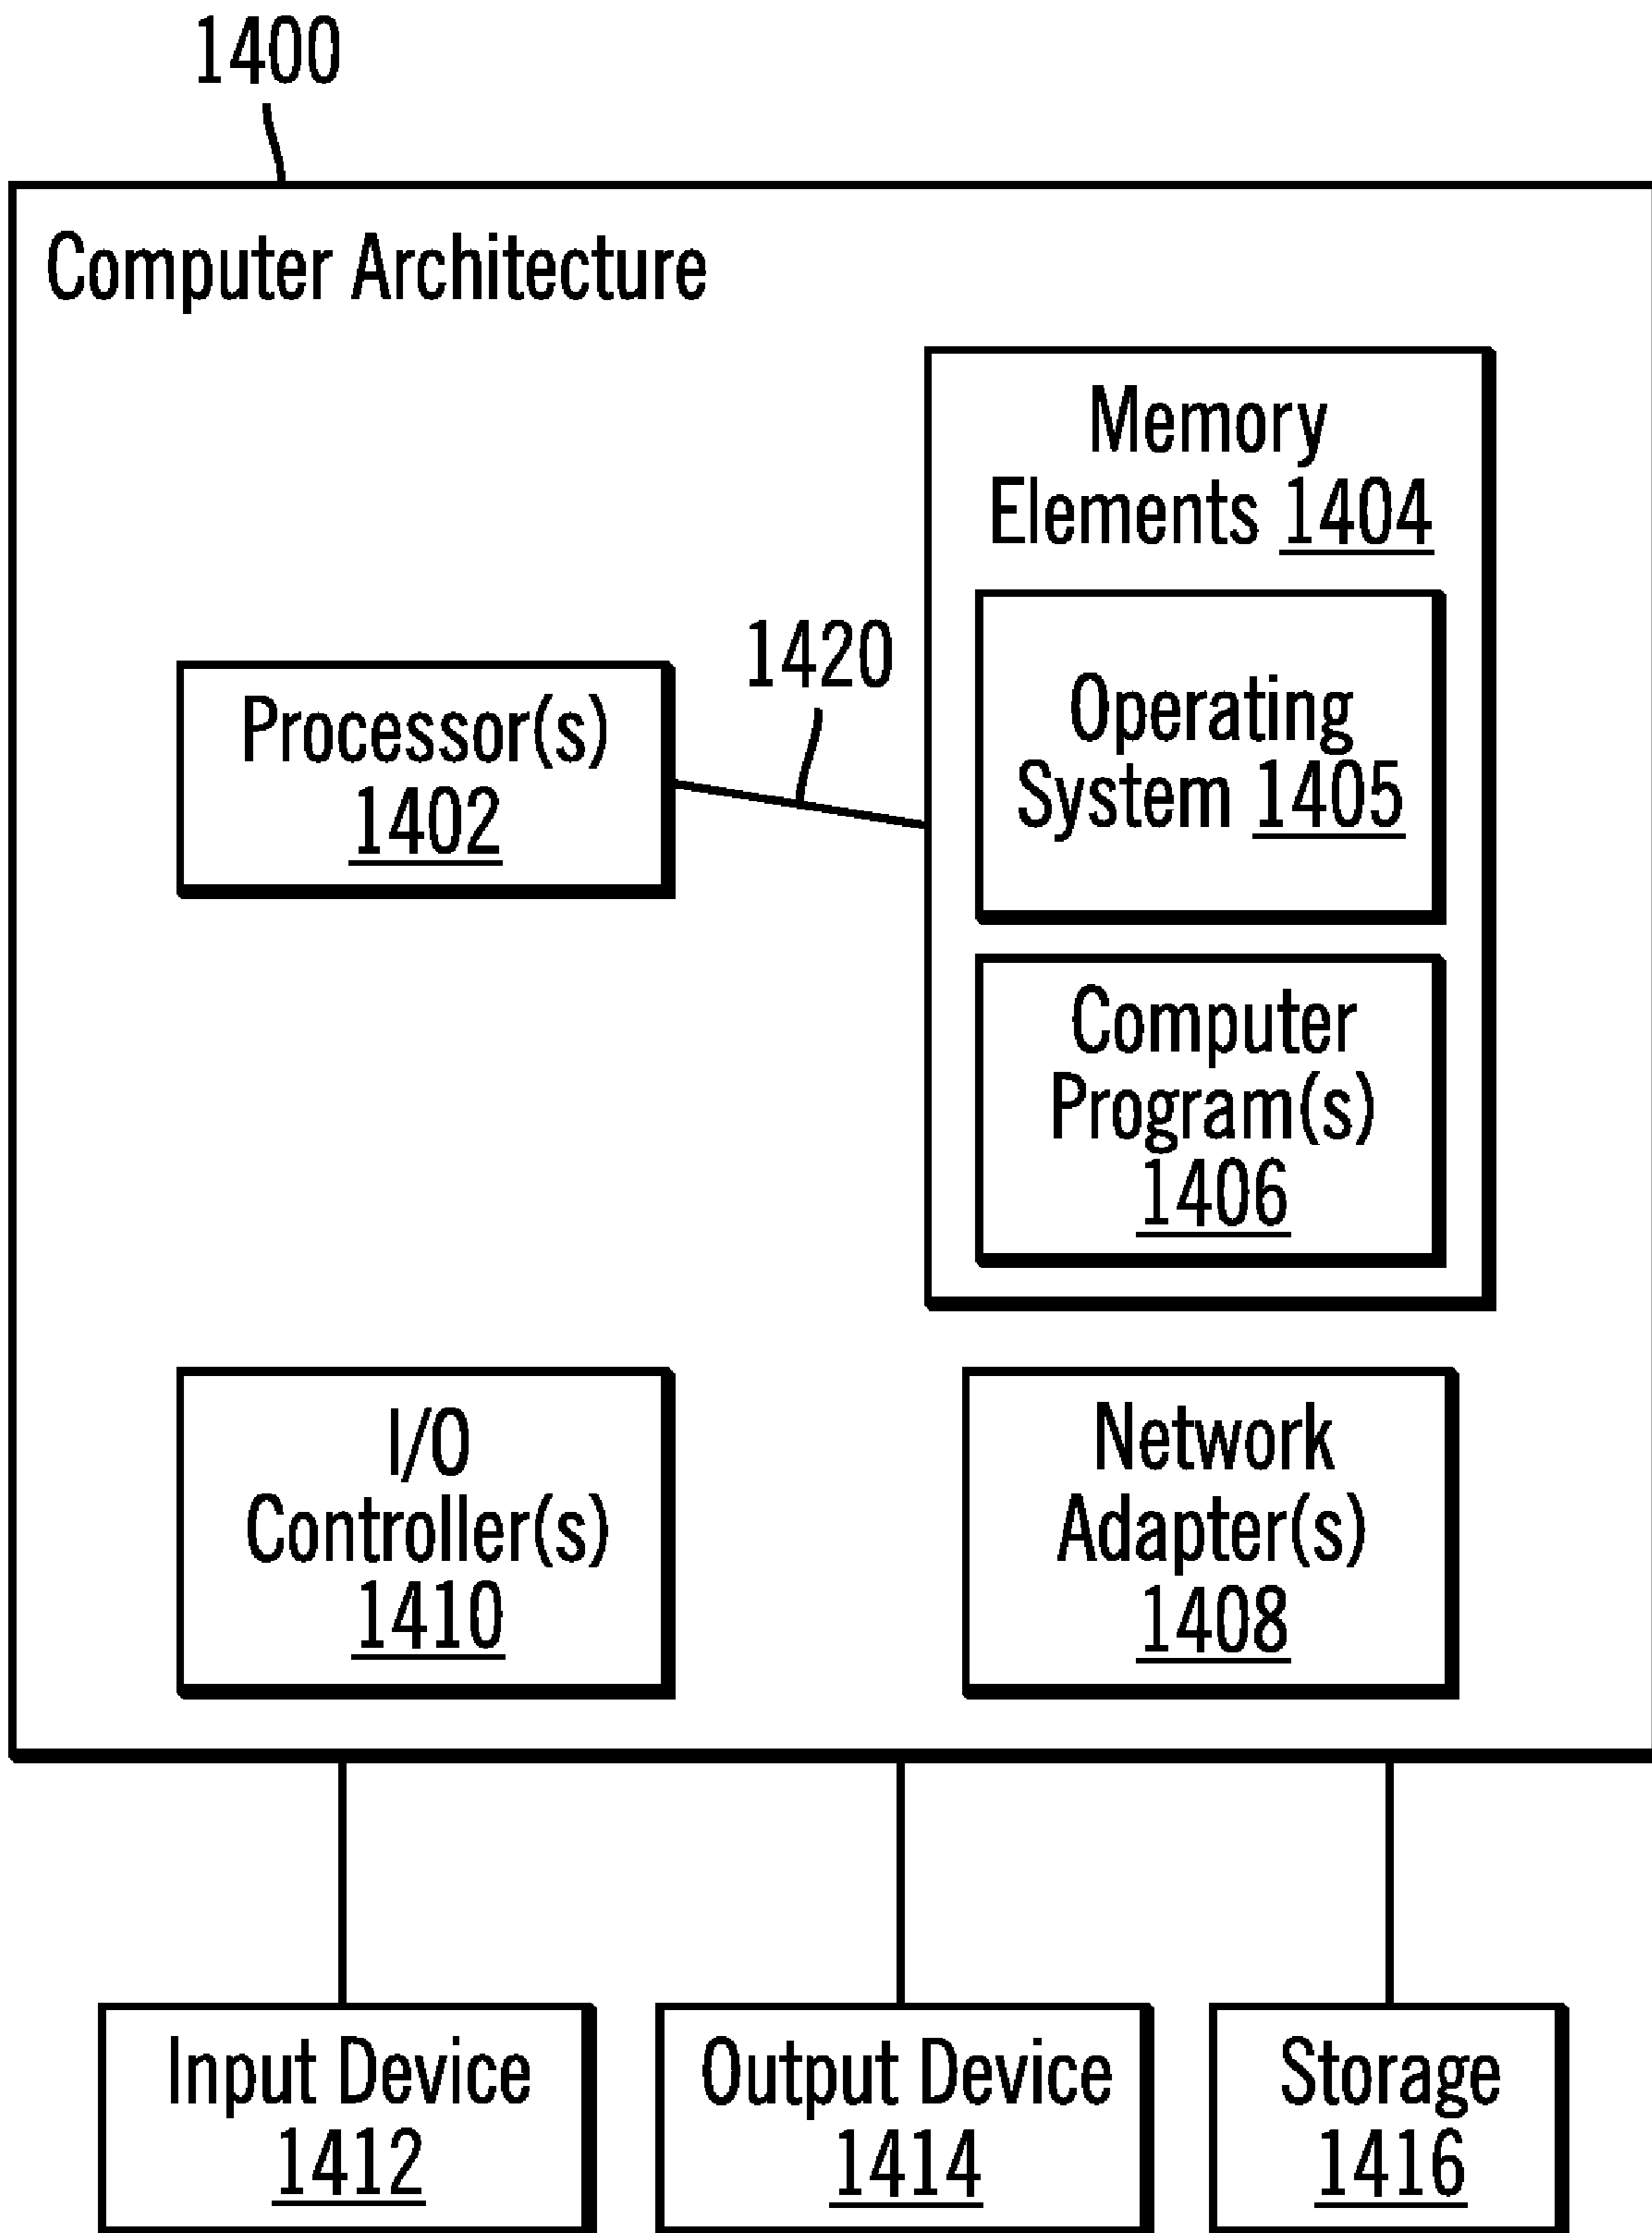 1400
Computer Architecture
Memory
Elements 1404
1420
Operating
System 1405
Processor(s)
1402
Computer
Program(s)
1406
I/O
Controller(s)
1410
Network
Adapter(s)
1408
Input Device
1412
Output Device
1414
Storage
1416